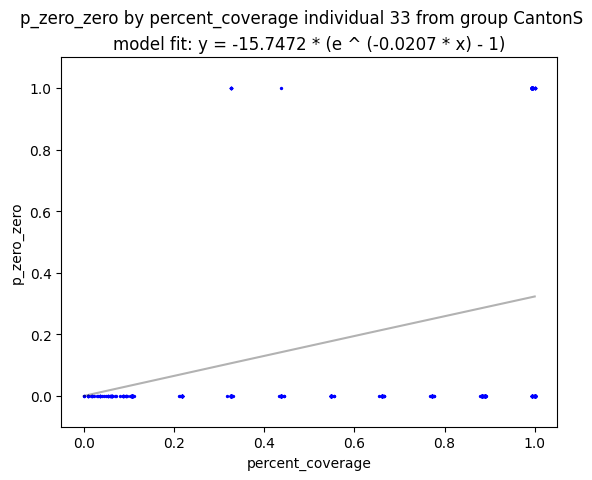 p_zero_zero by percent_coverage individual 33 from group CantonS
model fit: y = -15.7472 * (e ^ (-0.0207 * x) - 1)
1.0
0.8
0.6
0.4
0.2
0.0
p_zero_zero
0.0 0.2 0.4 0.6 0.8 1.0
percent_coverage